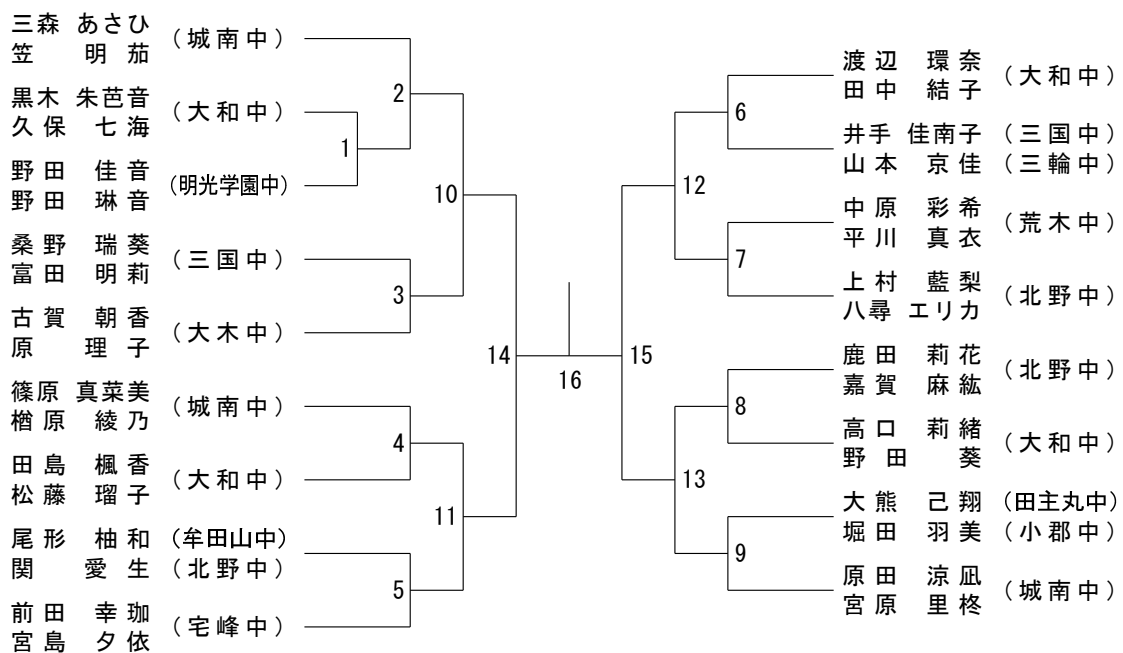 三森 あさひ
笠 明茄
(城南中)
黒木 朱芭音
久保 七海
(大和中)
野田 佳音
野田 琳音
(明光学園中)
桑野 瑞葵
富田 明莉
(三国中)
古賀 朝香
原 理子
(大木中)
篠原 真菜美
楢原 綾乃
(城南中)
田島 楓香
松藤 瑠子
(大和中)
尾形 柚和 (牟田山中)
関 愛生 (北野中)
前田 幸珈
宮島 夕依
(宅峰中)
2
1
10
3
14
4
11
5
16
15
12
6
7
13
8
9
渡辺 環奈
田中 結子
(大和中)
井手 佳南子 (三国中)
山本 京佳 (三輪中)
中原 彩希
平川 真衣
(荒木中)
上村 藍梨
八尋 エリカ
(北野中)
鹿田 莉花
嘉賀 麻紘
(北野中)
高口 莉緒
野田 葵
(大和中)
大熊 己翔 (田主丸中)
堀田 羽美 (小郡中)
原田 涼凪
宮原 里柊
(城南中)